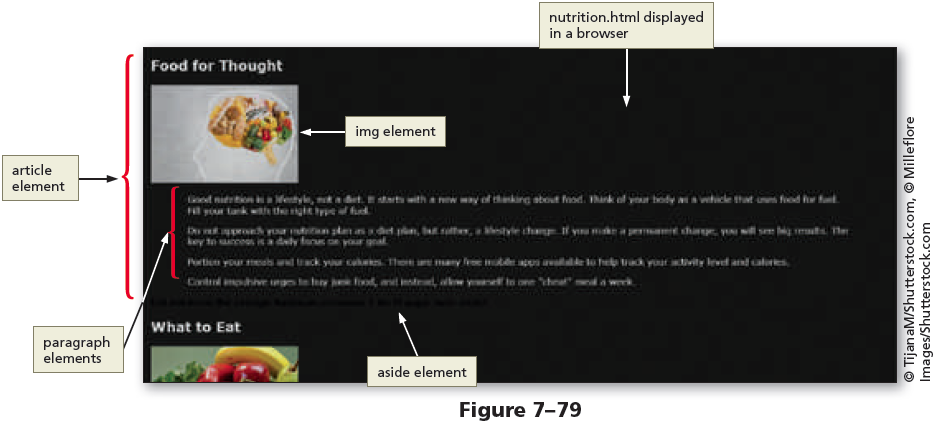 nutrition.html displayed
in a browser
Food for Thought
img element
article
element
Good nutrition is a lifestyle, not a diet. It starts with a new way of thinking about food. Think of your body as a vehicle that uses food for fuel.
Fill your tank with the right type of fuel.
Do not approach your nutrition plan as a diet plan, but rather, a lifestyle change. If you make a permanent change, you will see big results. The
key to success is a daily focus on your goal.
Portion your meals and track your calories. There are many free mobile apps available to help track your activity level and calories.
Control impulsive urges to buy junk food, and instead, allow yourself to one "cheat" meal a week.
What to Eat
paragraph
elements
aside element
© TijanaM/Shutterstock.com, © Milleflore
Images/Shutterstock.com
Figure 7–79